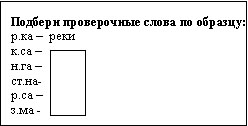 Подбери проверочные слова по образцу:
р.ка – реки
к.са –
н.га –
ст.на-
р.са –
з.ма -